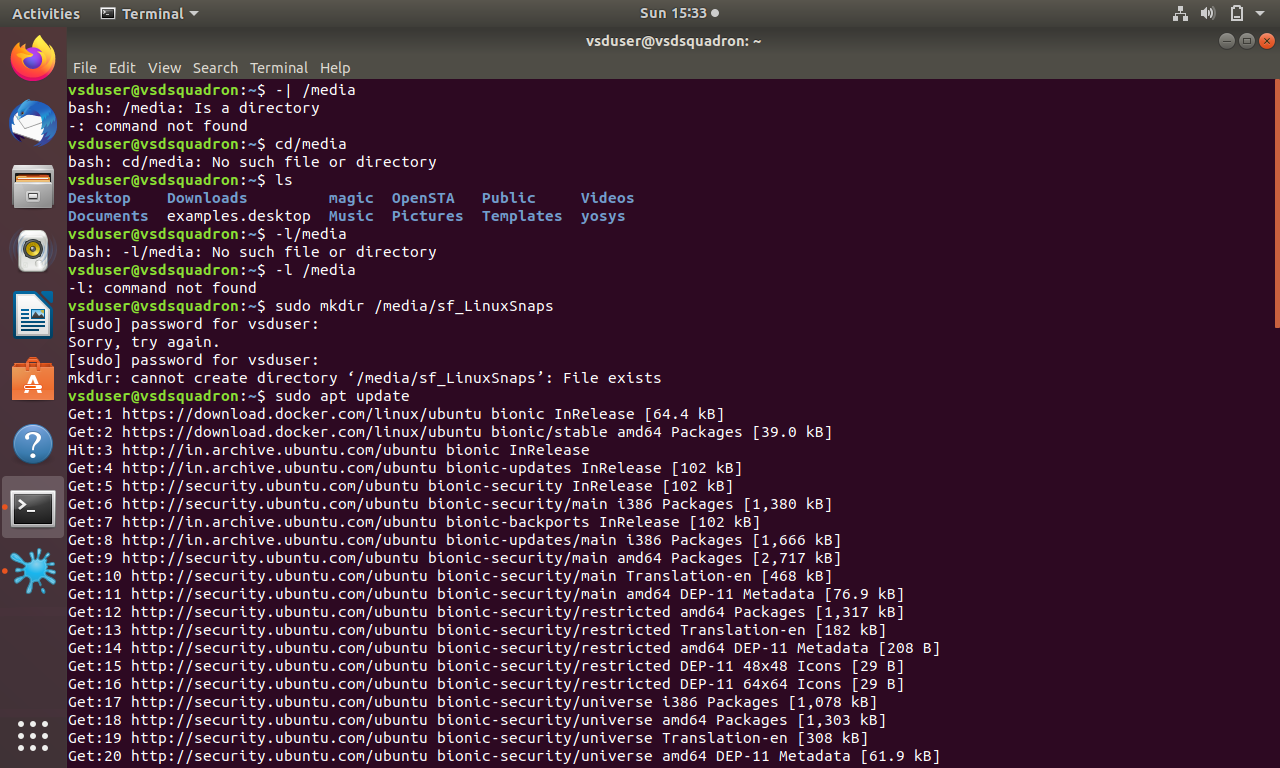 Activities Terminal Sun 15:33
vsduser@vsdsquadron: ~
File Edit View Search Terminal Help
vsduser@vsdsquadron:~$ -| /media
bash: /media: Is a directory
-: command not found
vsduser@vsdsquadron:~$ cd/media
bash: cd/media: No such file or directory
vsduser@vsdsquadron:~$ ls
Desktop Downloads magic OpenSTA Public Videos
Documents examples.desktop Music Pictures Templates yosys
vsduser@vsdsquadron:~$ -l/media
bash: -l/media: No such file or directory
vsduser@vsdsquadron:~$ -l /media
-l: command not found
vsduser@vsdsquadron:~$ sudo mkdir /media/sf_LinuxSnaps
[sudo] password for vsduser:
Sorry, try again.
[sudo] password for vsduser:
mkdir: cannot create directory ‘/media/sf_LinuxSnaps’: File exists
vsduser@vsdsquadron:~$ sudo apt update
Get:1 https://download.docker.com/linux/ubuntu bionic InRelease [64.4 kB]
Get:2 https://download.docker.com/linux/ubuntu bionic/stable amd64 Packages [39.0 kB]
Hit:3 http://in.archive.ubuntu.com/ubuntu bionic InRelease
Get:4 http://in.archive.ubuntu.com/ubuntu bionic-updates InRelease [102 kB]
Get:5 http://security.ubuntu.com/ubuntu bionic-security InRelease [102 kB]
Get:6 http://security.ubuntu.com/ubuntu bionic-security/main i386 Packages [1,380 kB]
Get:7 http://in.archive.ubuntu.com/ubuntu bionic-backports InRelease [102 kB]
Get:8 http://in.archive.ubuntu.com/ubuntu bionic-updates/main i386 Packages [1,666 kB]
Get:9 http://security.ubuntu.com/ubuntu bionic-security/main amd64 Packages [2,717 kB]
Get:10 http://security.ubuntu.com/ubuntu bionic-security/main Translation-en [468 kB]
Get:11 http://security.ubuntu.com/ubuntu bionic-security/main amd64 DEP-11 Metadata [76.9 kB]
Get:12 http://security.ubuntu.com/ubuntu bionic-security/restricted amd64 Packages [1,317 kB]
Get:13 http://security.ubuntu.com/ubuntu bionic-security/restricted Translation-en [182 kB]
Get:14 http://security.ubuntu.com/ubuntu bionic-security/restricted amd64 DEP-11 Metadata [208 B]
Get:15 http://security.ubuntu.com/ubuntu bionic-security/restricted DEP-11 48x48 Icons [29 B]
Get:16 http://security.ubuntu.com/ubuntu bionic-security/restricted DEP-11 64x64 Icons [29 B]
Get:17 http://security.ubuntu.com/ubuntu bionic-security/universe i386 Packages [1,078 kB]
Get:18 http://security.ubuntu.com/ubuntu bionic-security/universe amd64 Packages [1,303 kB]
Get:19 http://security.ubuntu.com/ubuntu bionic-security/universe Translation-en [308 kB]
Get:20 http://security.ubuntu.com/ubuntu bionic-security/universe amd64 DEP-11 Metadata [61.9 kB]